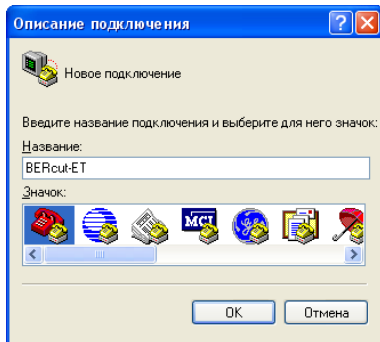 Описание подключения
Новое подключение
Введите название подключения и выберите для него значок:
Название:
BERcut-ET
Значок:
MCI
OK
Отмена